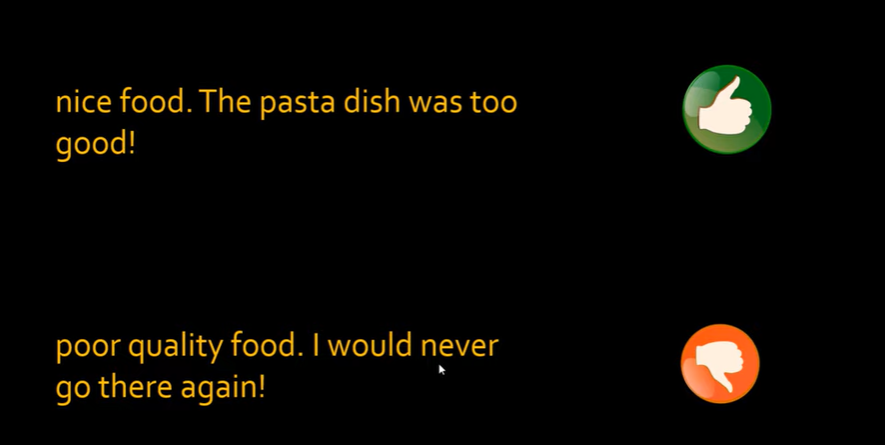 nice food. The pasta dish was too
good!
poor quality food. I would never
go there again!